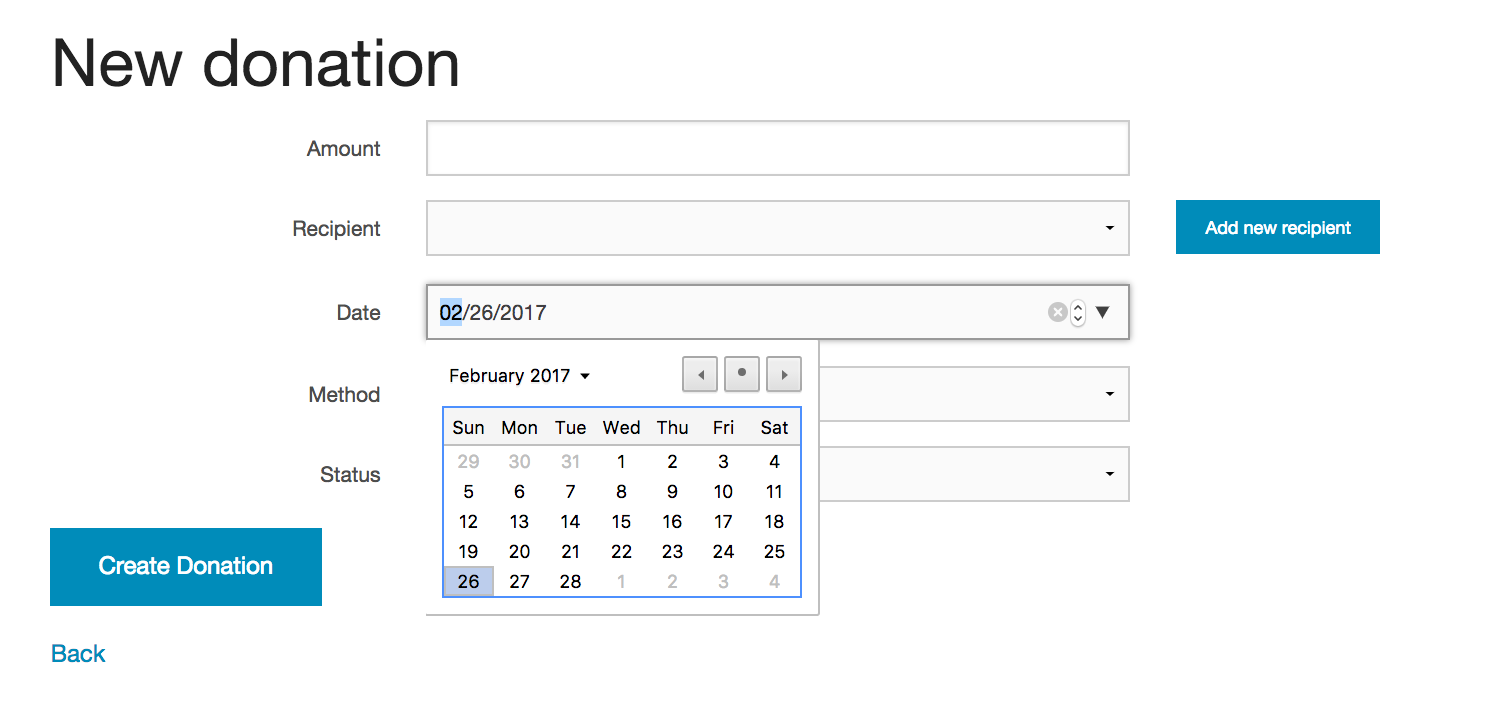 New donation
Amount
Recipient
Add new recipient
Date
02/26/2017
February 2017
Method
Sun Mon Tue Wed Thu Fri Sat
29 30 31 1 2 3 4
Status
5 6 7 8 9 10 11
12 13 14 15 16 17 18
19 20 21 22 23 24 25
26 27 28 1 2 3 4
Create Donation
Back